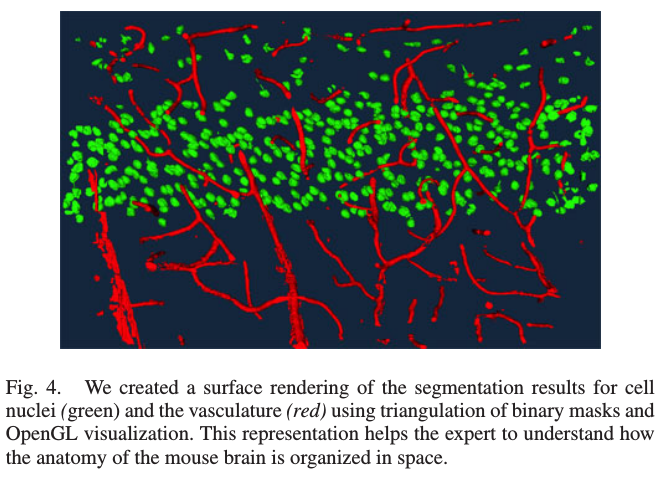 Fig. 4. We created a surface rendering of the segmentation results for cell
nuclei (green) and the vasculature (red) using triangulation of binary masks and
OpenGL visualization. This representation helps the expert to understand how
the anatomy of the mouse brain is organized in space.